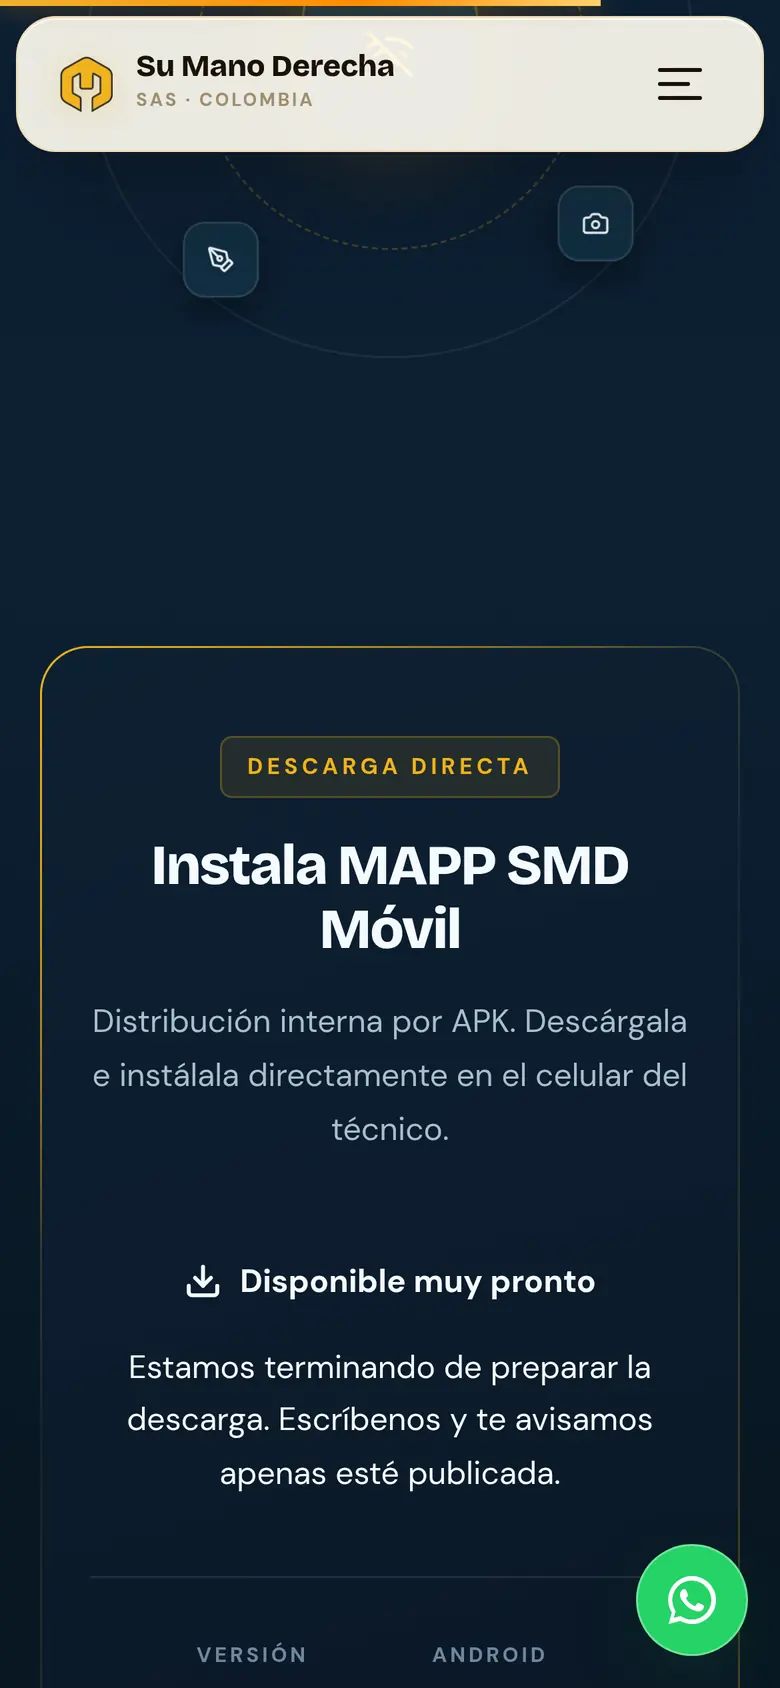 Su Mano Derecha
SAS · COLOMBIA
DESCARGA DIRECTA
Instala MAPP SMD
Móvil
Distribución interna por APK. Descárgala
e instálala directamente en el celular del
técnico.
Disponible muy pronto
Estamos terminando de preparar la
descarga. Escríbenos y te avisamos
apenas esté publicada.
VERSIÓN ANDROID